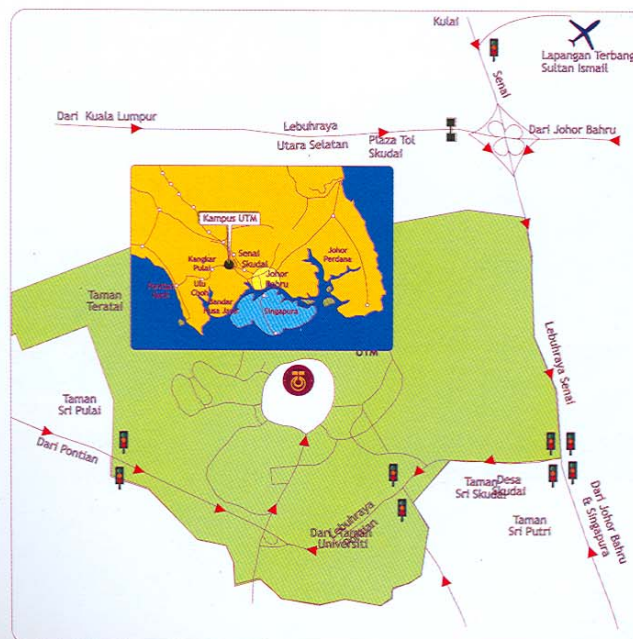 Kulai
Lapangan Terbang
Sultan Ismail
Senai
Dari Kuala Lumpur
Lebuhraya
Utara Selatan
Plaza Tol
Skudai
Dari Johor Bahru
Kampus UTM
Senai
Skudai
Kangkar
Pulai
Johor
Perdana
Ulu
Choho
Johor
Bahru
Bandar
Nusa Jaya
Singapura
Taman
Teratai
UTM
Lebuhraya Senai
Taman
Sri Pulai
Dari Pontian
Desa
Skudai
Taman
Sri Skudai
Taman
Sri Putri
Dari Johor Bahru
& Singapura
Lebuhraya
Pontian
Dari Taman
Universiti